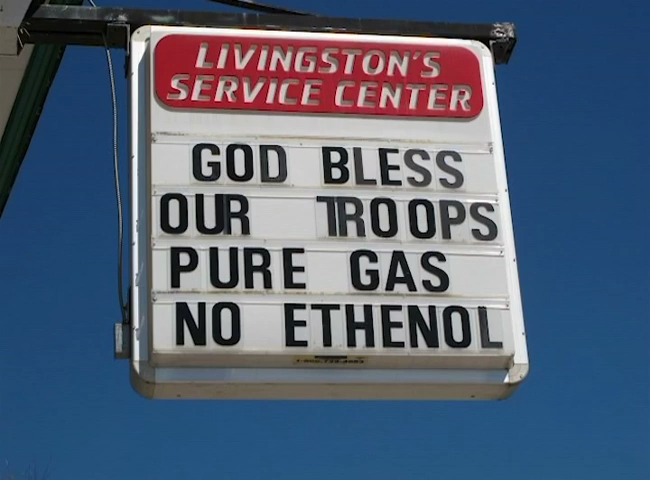 LIVINGSTON'S
SERVICE CENTER
GOD BLESS
OUR TROOPS
PURE GAS
NO ETHENOL